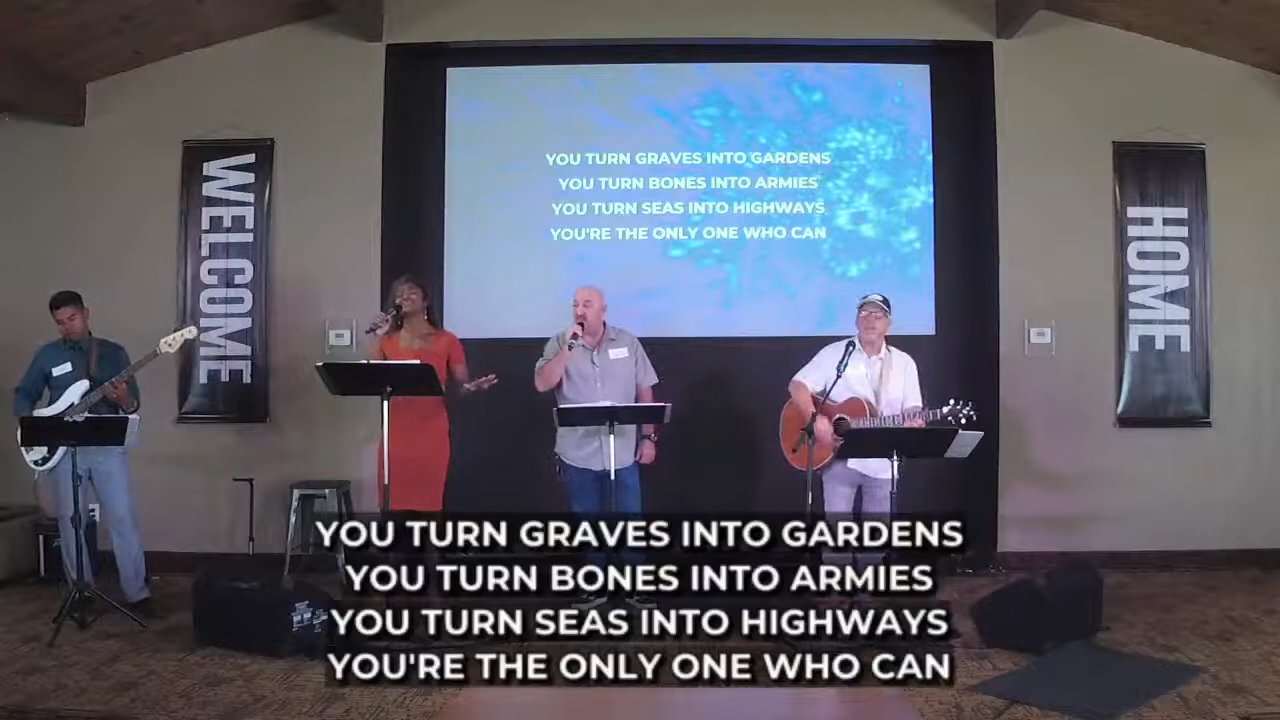 WELCOME
YOU TURN GRAVES INTO GARDENS
YOU TURN BONES INTO ARMIES
YOU TURN SEAS INTO HIGHWAYS
YOU'RE THE ONLY ONE WHO CAN
HOME
YOU TURN GRAVES INTO GARDENS
YOU TURN BONES INTO ARMIES
YOU TURN SEAS INTO HIGHWAYS
YOU'RE THE ONLY ONE WHO CAN